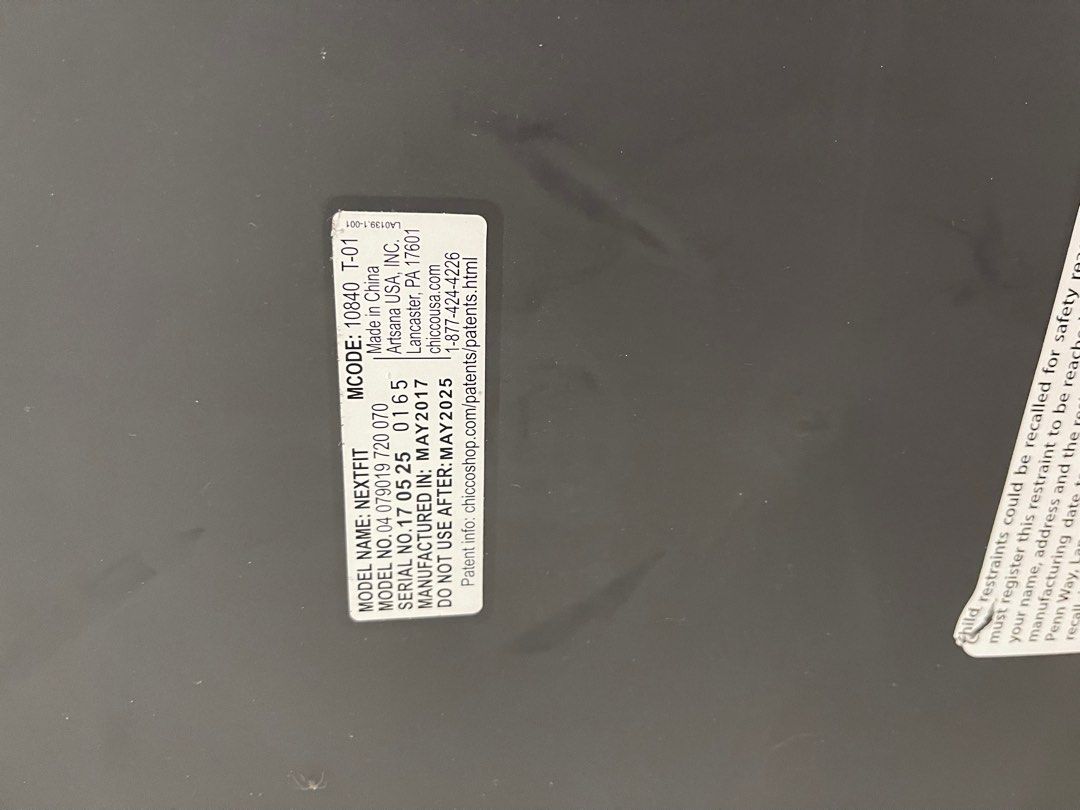 MODEL NAME: NEXTFIT MCODE: 10840 T-01
MODEL NO. 04 079019 720 070
SERIAL NO. 17 05 25 0165
MANUFACTURED IN: MAY2017
DO NOT USE AFTER: MAY2025
Made in China
Artsana USA, INC.
Lancaster, PA 17601
chiccousa.com
1-877-424-4226
Patent info: chiccoshop.com/patents/patents.html
LA0139.1-001
Child restraints could be recalled for safety
must register this restraint to be
your name, address and the
manufacturing date
Penn Way,
recall